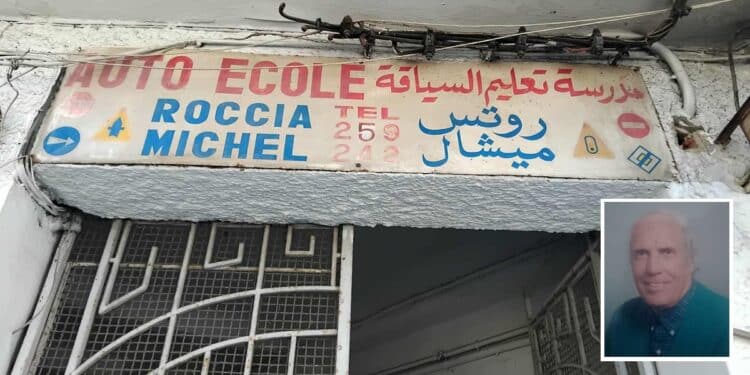 AUTO ECOLE مدرسة تعليم السياقة
ROCCIA TEL روتس
MICHEL 259 ميشال
242